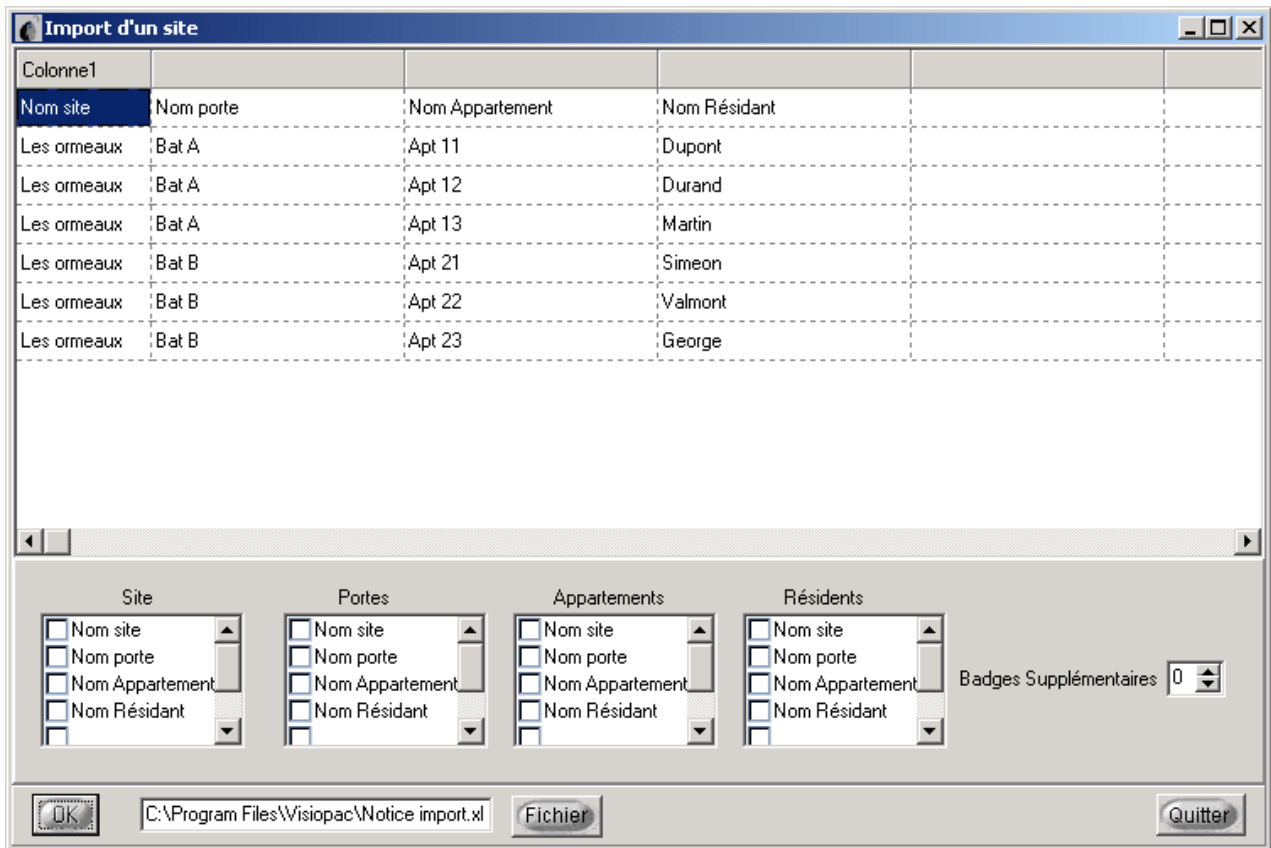 Import d'un site
Colonne1
Nom site Nom porte Nom Appartement Nom Résidant
Les ormeaux Bat A Apt 11 Dupont
Les ormeaux Bat A Apt 12 Durand
Les ormeaux Bat A Apt 13 Martin
Les ormeaux Bat B Apt 21 Simeon
Les ormeaux Bat B Apt 22 Valmont
Les ormeaux Bat B Apt 23 George
Site Portes Appartements Résidents
Nom site Nom site Nom site Nom site
Nom porte Nom porte Nom porte Nom porte
Nom Appartement Nom Appartement Nom Appartement Nom Appartement Badges Supplémentaires 0
Nom Résidant Nom Résidant Nom Résidant Nom Résidant
OK C:\Program Files\Visiopac\Notice import.xl Fichier Quitter